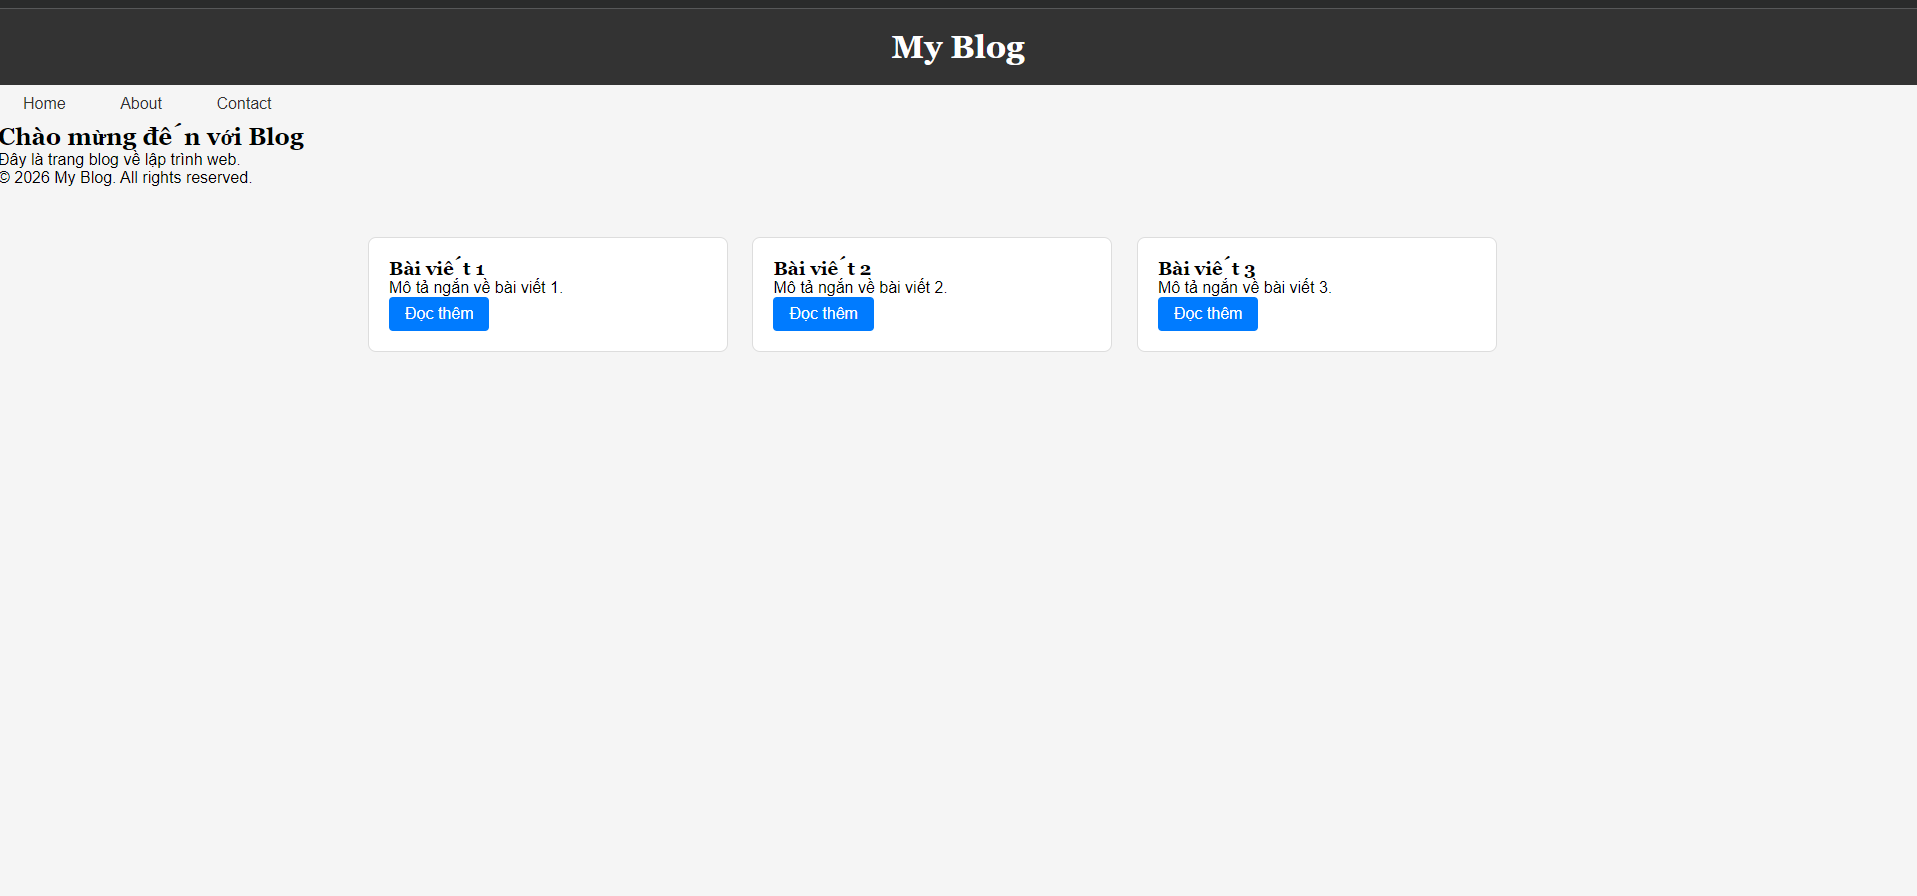 My Blog
Home About Contact
Chào mừng đến với Blog
Đây là trang blog về lập trình web.
© 2026 My Blog. All rights reserved.
Bài viết 1
Mô tả ngắn về bài viết 1.
Đọc thêm
Bài viết 2
Mô tả ngắn về bài viết 2.
Đọc thêm
Bài viết 3
Mô tả ngắn về bài viết 3.
Đọc thêm